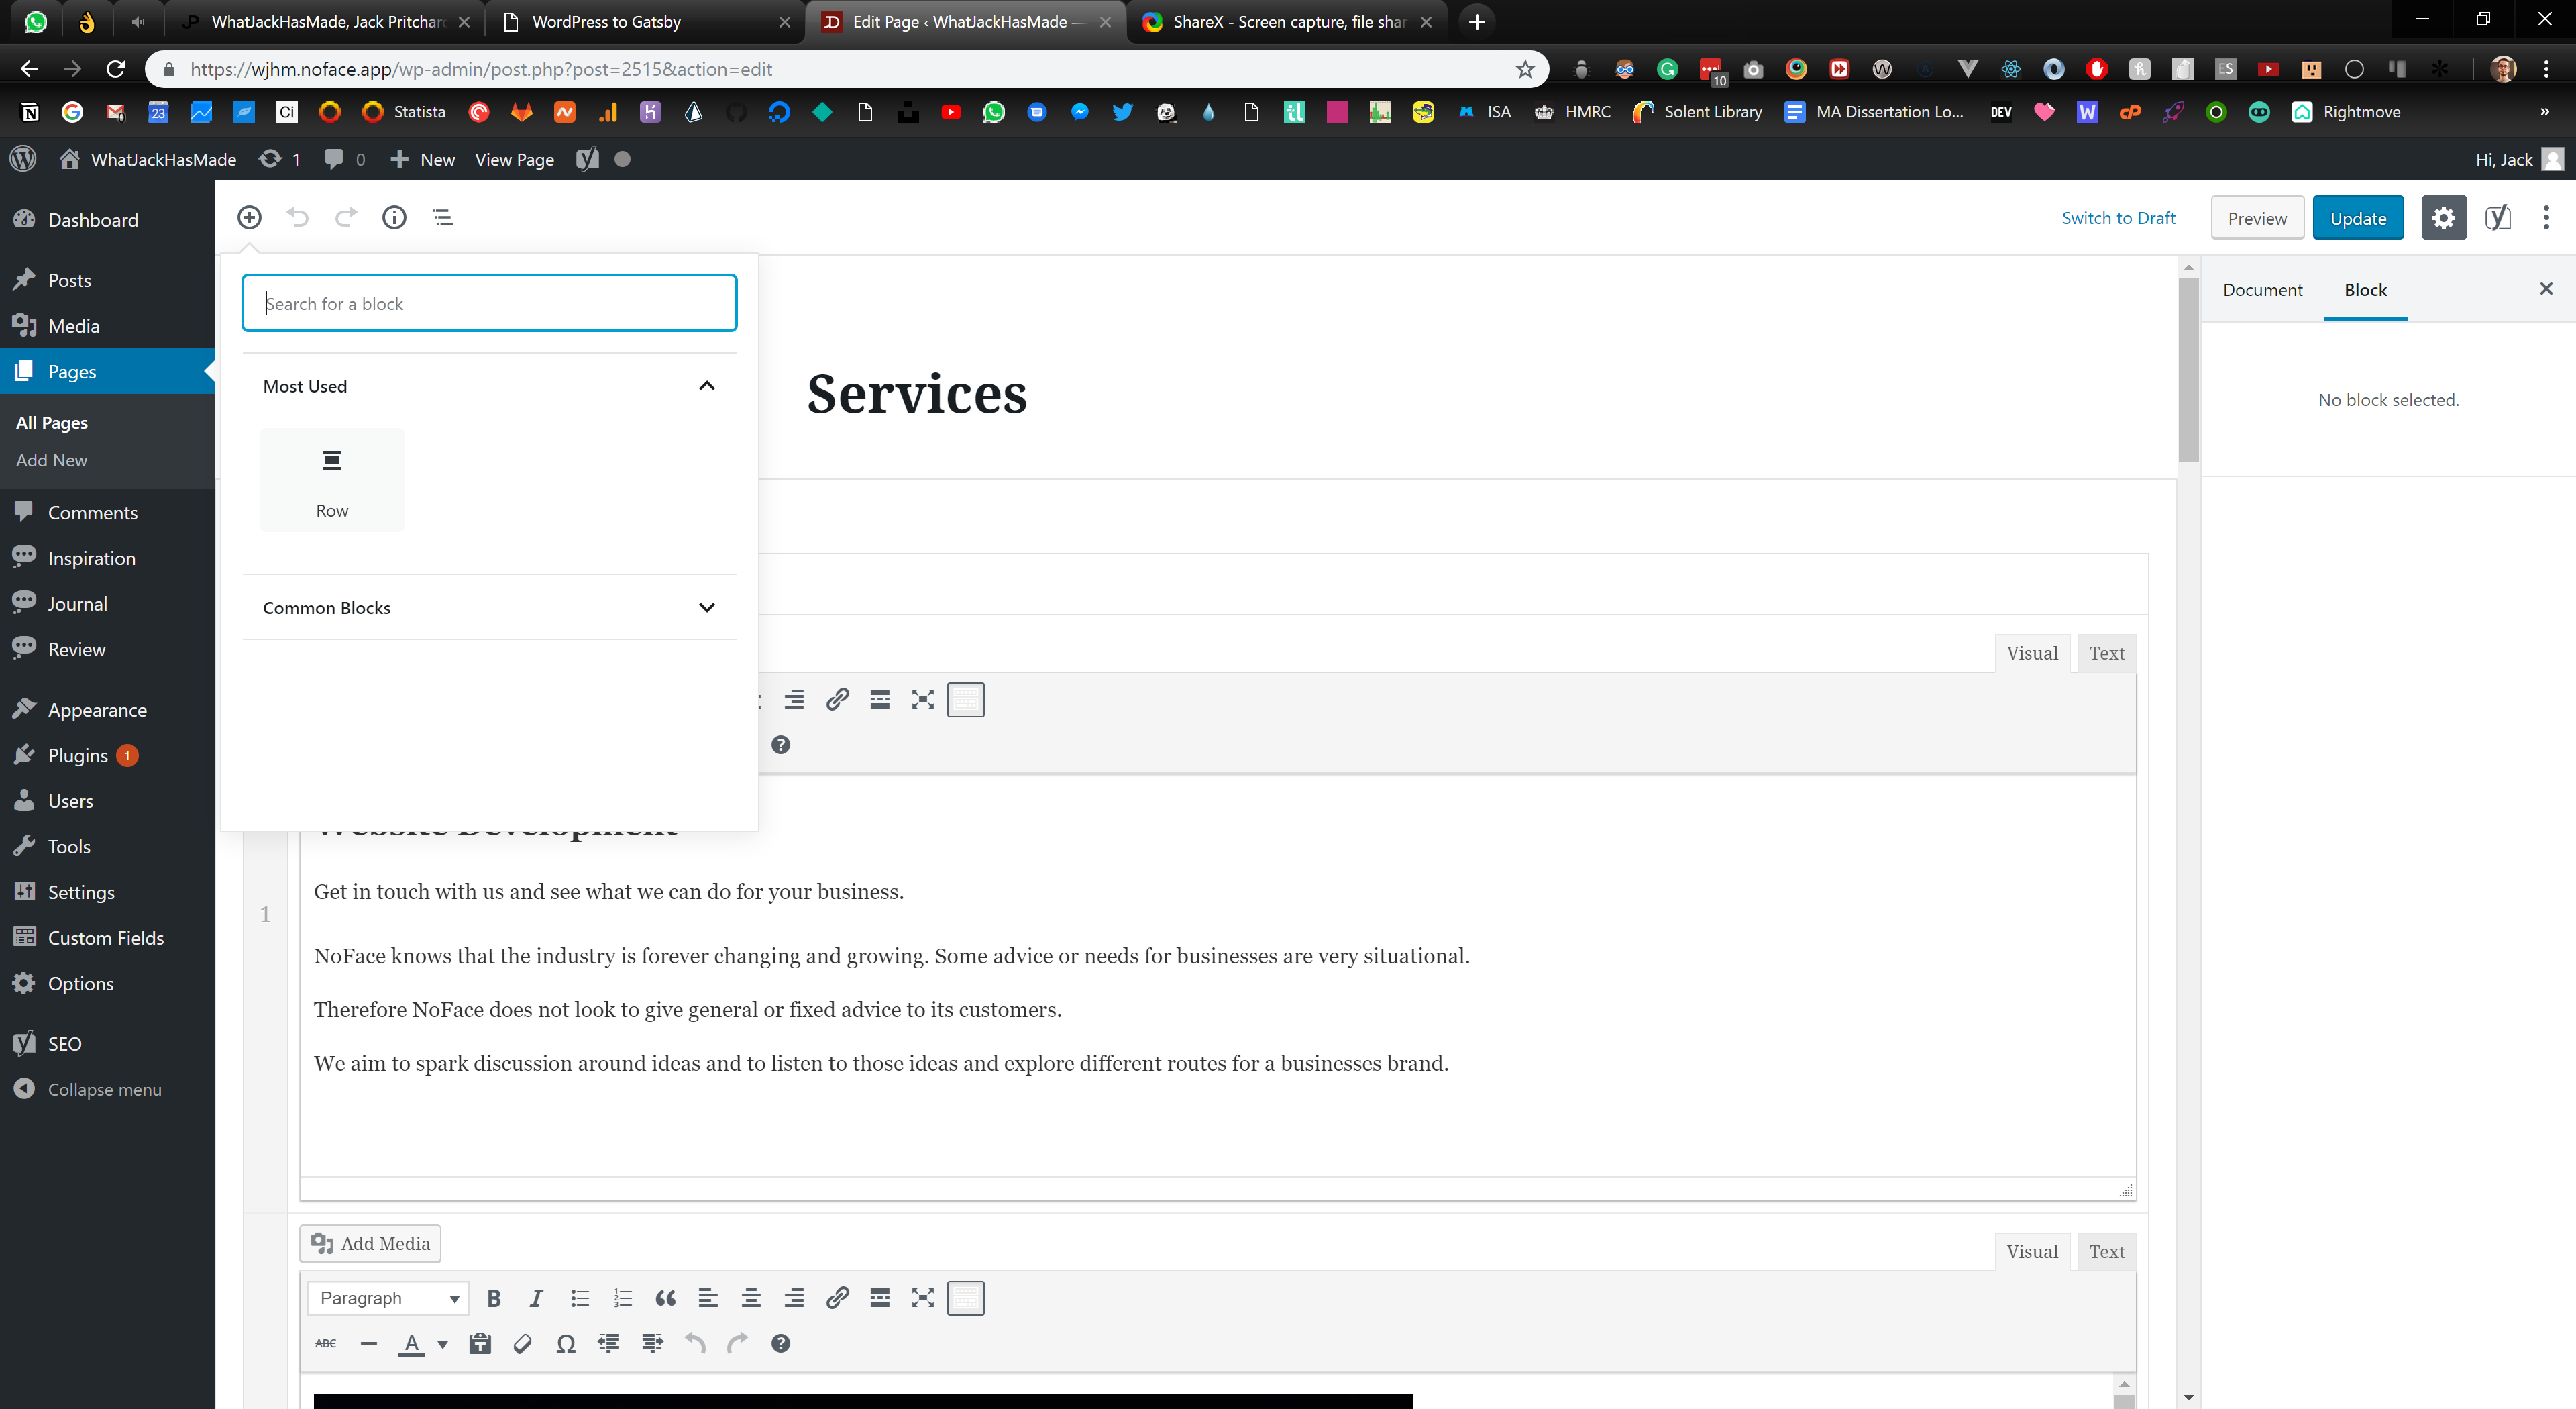 WhatJackHasMade, Jack Pritchar
WordPress to Gatsby
Edit Page ‹ WhatJackHasMade —
ShareX - Screen capture, file shar
https://wjhm.noface.app/wp-admin/post.php?post=2515&action=edit
10
23
Ci
Statista
ISA
HMRC
Solent Library
MA Dissertation Lo...
DEV
Rightmove
»
WhatJackHasMade
1
0
New
View Page
Hi, Jack
Dashboard
Posts
Media
Pages
All Pages
Add New
Comments
Inspiration
Journal
Review
Appearance
Plugins 1
Users
Tools
Settings
Custom Fields
Options
SEO
Collapse menu
Switch to Draft
Preview
Update
Search for a block
Most Used
Row
Common Blocks
Services
Document
Block
No block selected.
Visual
Text
Website Development
Get in touch with us and see what we can do for your business.
1
NoFace knows that the industry is forever changing and growing. Some advice or needs for businesses are very situational.
Therefore NoFace does not look to give general or fixed advice to its customers.
We aim to spark discussion around ideas and to listen to those ideas and explore different routes for a businesses brand.
Add Media
Visual
Text
Paragraph
B I
ABC
A
Ω